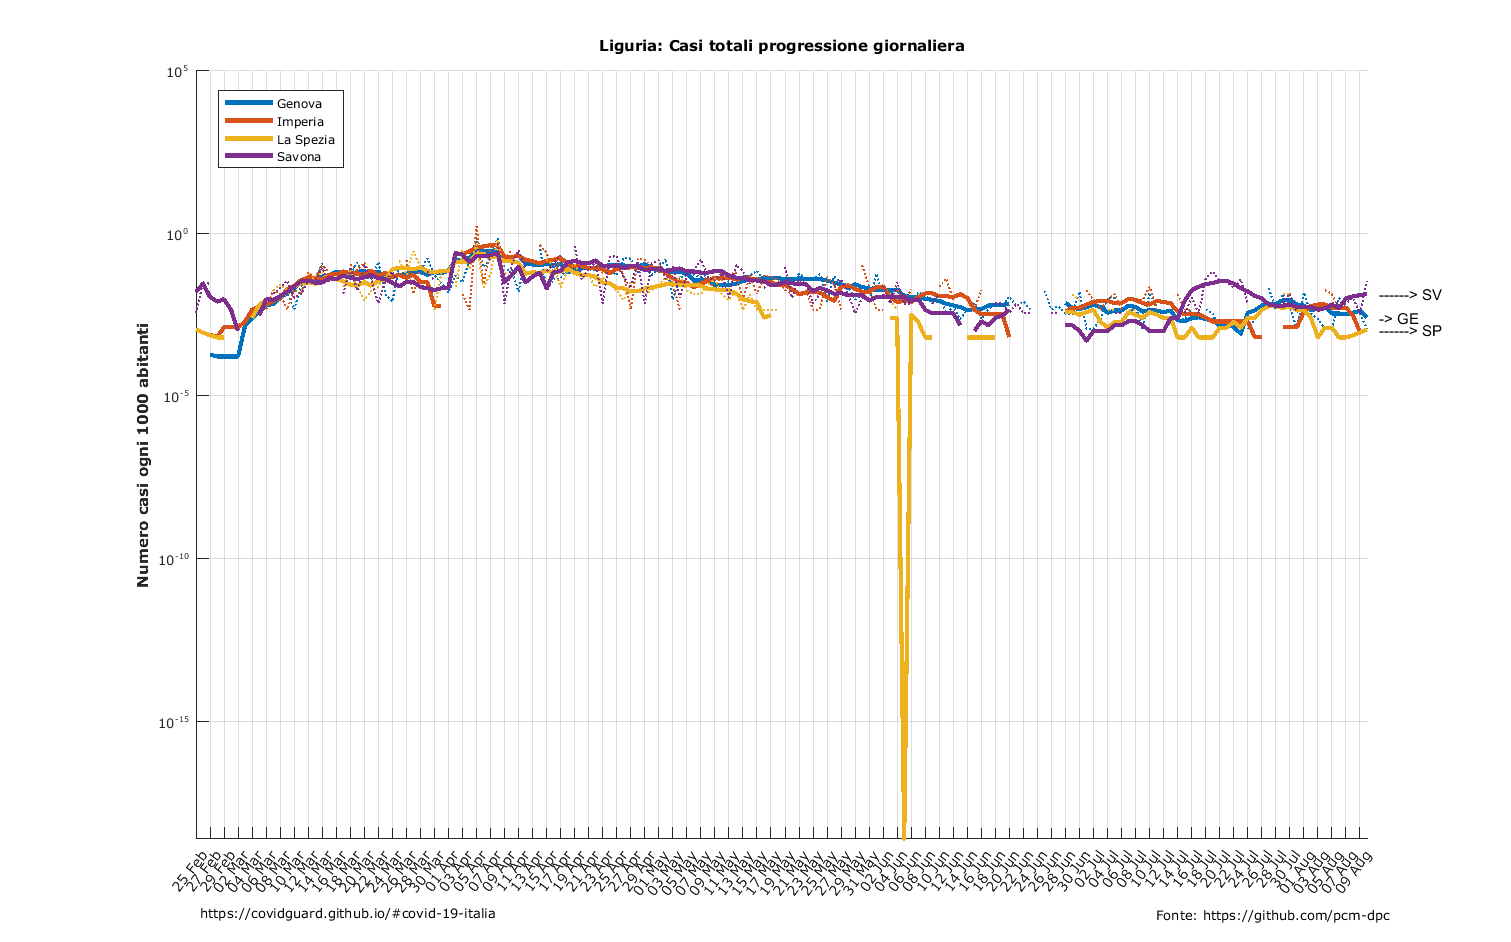 Liguria: Casi totali progressione giornaliera
Numero casi ogni 1000 abitanti
10^5
10^0
10^-5
10^-10
10^-15
Genova
Imperia
La Spezia
Savona
------> SV
-> GE
------> SP
25 Feb
27 Feb
29 Feb
02 Mar
04 Mar
06 Mar
08 Mar
10 Mar
12 Mar
14 Mar
16 Mar
18 Mar
20 Mar
22 Mar
24 Mar
26 Mar
28 Mar
30 Mar
01 Apr
03 Apr
05 Apr
07 Apr
09 Apr
11 Apr
13 Apr
15 Apr
17 Apr
19 Apr
21 Apr
23 Apr
25 Apr
27 Apr
29 Apr
01 May
03 May
05 May
07 May
09 May
11 May
13 May
15 May
17 May
19 May
21 May
23 May
25 May
27 May
29 May
31 May
02 Jun
04 Jun
06 Jun
08 Jun
10 Jun
12 Jun
14 Jun
16 Jun
18 Jun
20 Jun
22 Jun
24 Jun
26 Jun
28 Jun
30 Jun
02 Jul
04 Jul
06 Jul
08 Jul
10 Jul
12 Jul
14 Jul
16 Jul
18 Jul
20 Jul
22 Jul
24 Jul
26 Jul
28 Jul
30 Jul
01 Aug
03 Aug
05 Aug
07 Aug
09 Aug
https://covidguard.github.io/#covid-19-italia
Fonte: https://github.com/pcm-dpc